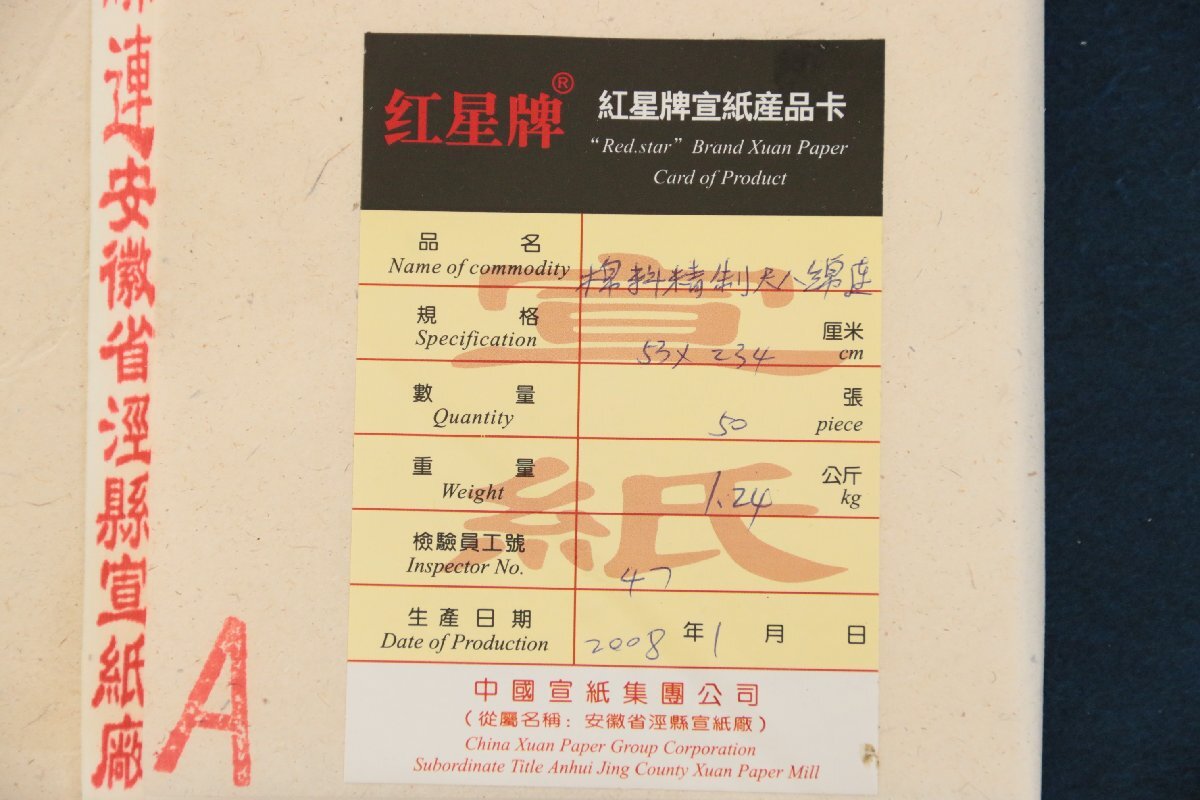 連安徽省涇縣宣紙廠
A
红星牌®
紅星牌宣紙産品卡
“Red.star” Brand Xuan Paper
Card of Product
品名
Name of commodity
棉料精制尺八綿連
規格
Specification
53x234
厘米
cm
數量
Quantity
50
張
piece
重量
Weight
1.24
公斤
kg
檢驗員工號
Inspector No.
47
生產日期
Date of Production
2008年1月 日
宣紙
中國宣紙集團公司
（從屬名稱：安徽省涇縣宣紙廠）
China Xuan Paper Group Corporation
Subordinate Title Anhui Jing County Xuan Paper Mill